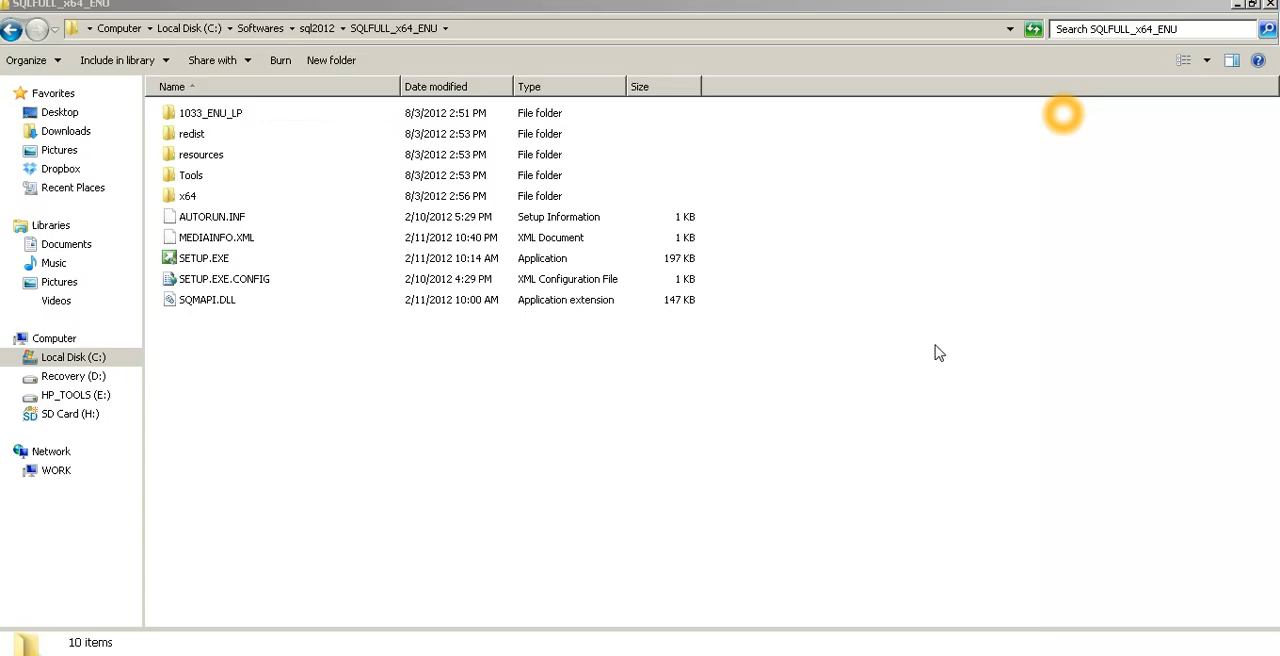 SQLFULL_x64_ENU
Computer Local Disk (C:) Softwares sql2012 SQLFULL_x64_ENU Search SQLFULL_x64_ENU
Organize Include in library Share with Burn New folder
Name Date modified Type Size
Favorites
Desktop
Downloads
Pictures
Dropbox
Recent Places
Libraries
Documents
Music
Pictures
Videos
Computer
Local Disk (C:)
Recovery (D:)
HP_TOOLS (E:)
SD Card (H:)
Network
WORK
1033_ENU_LP 8/3/2012 2:51 PM File folder
redist 8/3/2012 2:53 PM File folder
resources 8/3/2012 2:53 PM File folder
Tools 8/3/2012 2:53 PM File folder
x64 8/3/2012 2:56 PM File folder
AUTORUN.INF 2/10/2012 5:29 PM Setup Information 1 KB
MEDIAINFO.XML 2/11/2012 10:40 PM XML Document 1 KB
SETUP.EXE 2/11/2012 10:14 AM Application 197 KB
SETUP.EXE.CONFIG 2/10/2012 4:29 PM XML Configuration File 1 KB
SQMAPI.DLL 2/11/2012 10:00 AM Application extension 147 KB
10 items